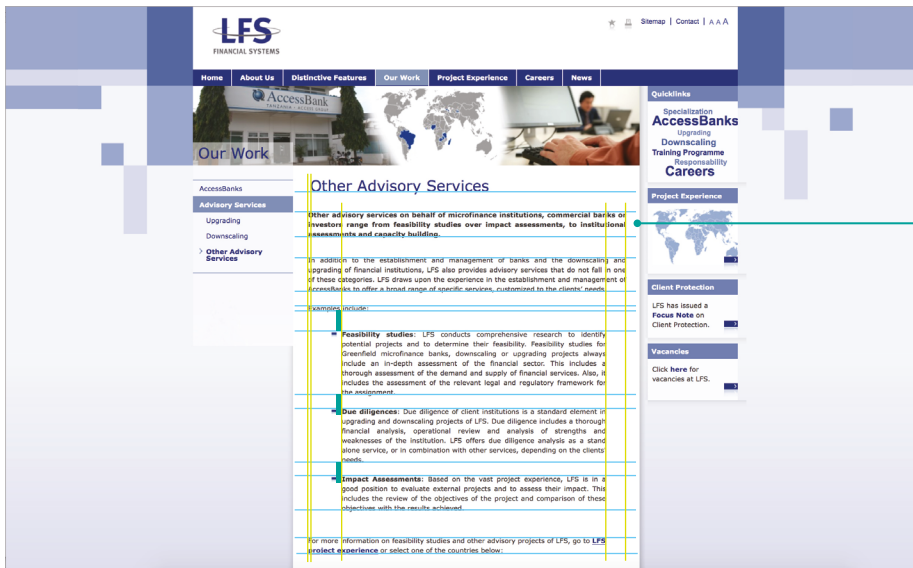 LFS
FINANCIAL SYSTEMS
Sitemap | Contact | A A A
Home
About Us
Distinctive Features
Our Work
Project Experience
Careers
News
AccessBank
TANZANIA • ACCESS GROUP
Our Work
AccessBanks
Advisory Services
Upgrading
Downscaling
Other Advisory
Services
Other Advisory Services
Other advisory services on behalf of microfinance institutions, commercial banks or
investors range from feasibility studies over impact assessments, to institutional
assessments and capacity building.
In addition to the establishment and management of banks and the downscaling and
upgrading of financial institutions, LFS also provides advisory services that do not fall in one
of these categories. LFS draws upon the experience in the establishment and management of
AccessBanks to offer a broad range of specific services, customized to the clients' needs.
Examples include:
Feasibility studies: LFS conducts comprehensive research to identify
potential projects and to determine their feasibility. Feasibility studies for
Greenfield microfinance banks, downscaling or upgrading projects always
include an in-depth assessment of the financial sector. This includes a
thorough assessment of the demand and supply of financial services. Also, it
includes the assessment of the relevant legal and regulatory framework for
the assignment.
Due diligences: Due diligence of client institutions is a standard element in
upgrading and downscaling projects of LFS. Due diligence includes a thorough
financial analysis, operational review and analysis of strengths and
weaknesses of the institution. LFS offers due diligence analysis as a stand
alone service, or in combination with other services, depending on the clients'
needs.
Impact Assessments: Based on the vast project experience, LFS is in a
good position to evaluate external projects and to assess their impact. This
includes the review of the objectives of the project and comparison of these
objectives with the results achieved.
For more information on feasibility studies and other advisory projects of LFS, go to LFS
project experience or select one of the countries below:
Quicklinks
Specialization
AccessBanks
Upgrading
Downscaling
Training Programme
Responsability
Careers
Project Experience
Client Protection
LFS has issued a
Focus Note on
Client Protection.
Vacancies
Click here for
vacancies at LFS.